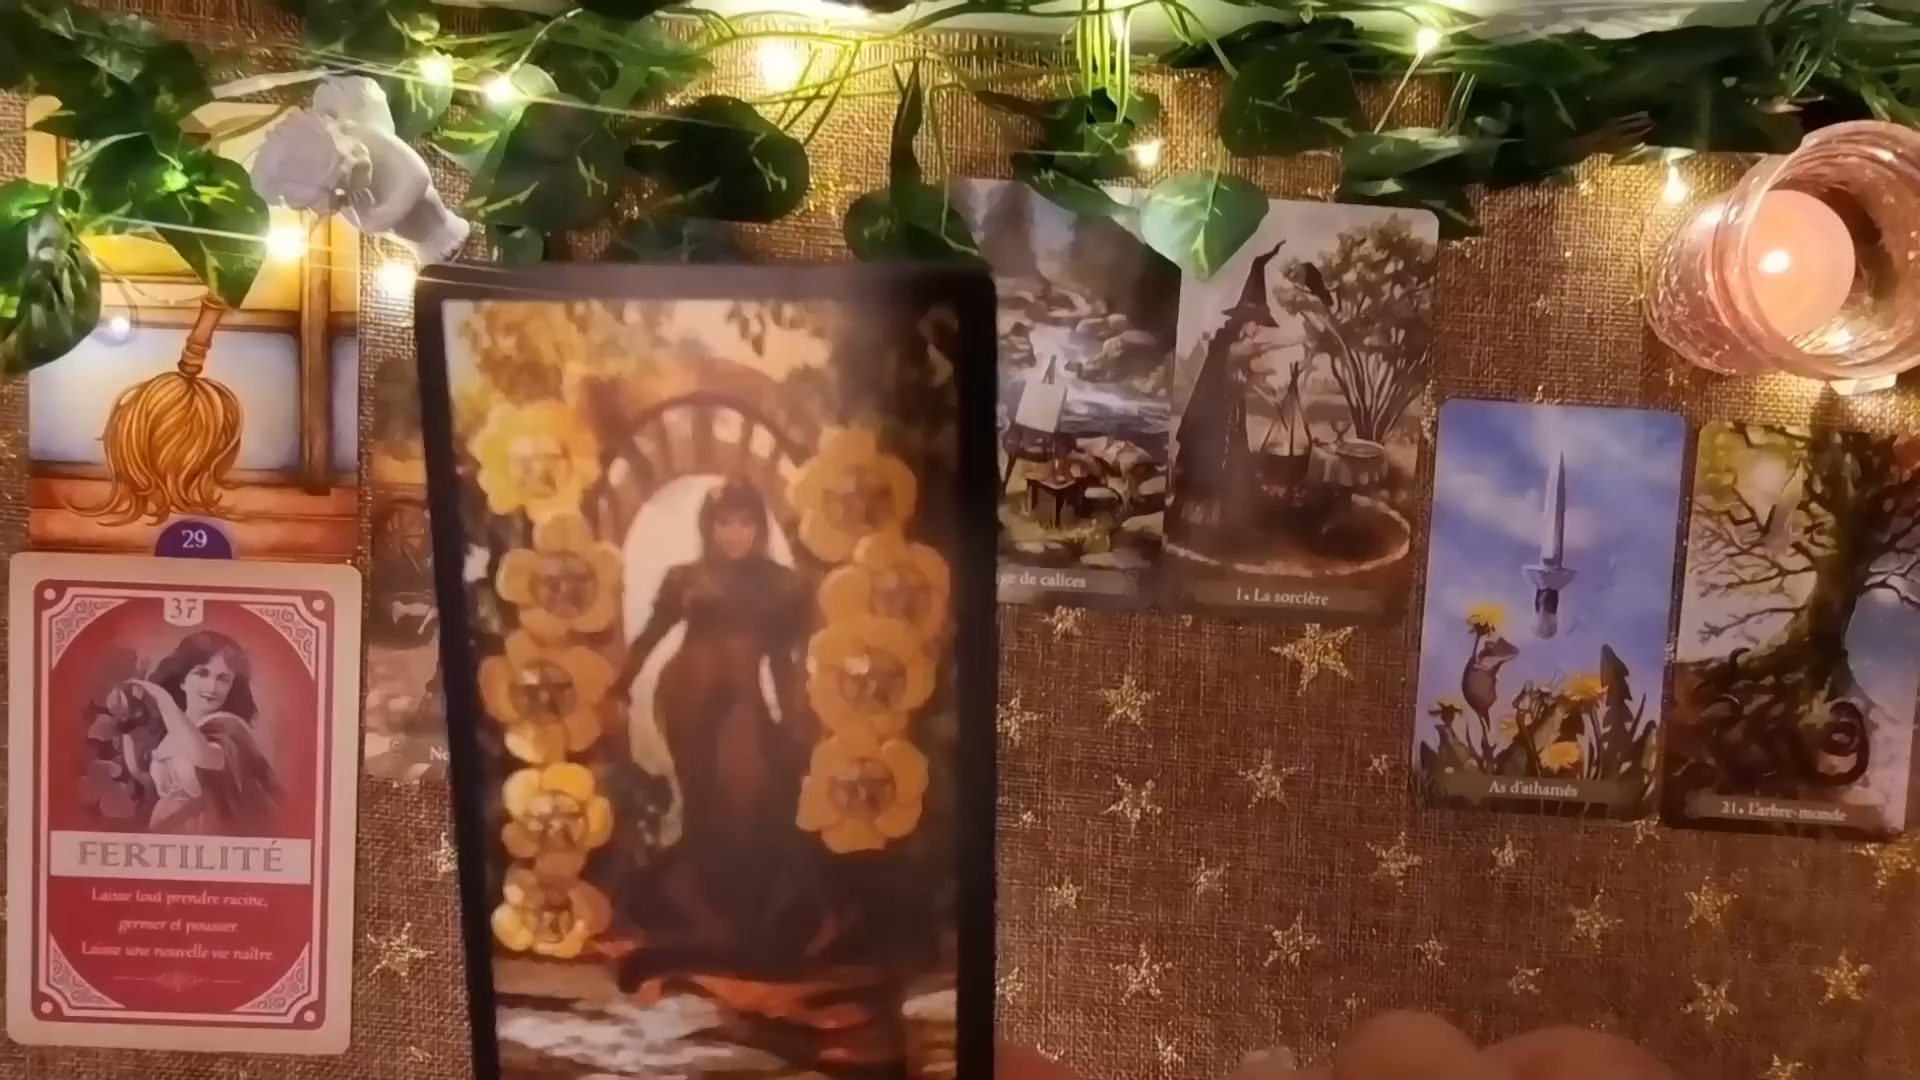 29
37
FERTILITÉ
Laisse tout prendre racine,
germer et pousser.
Laisse une nouvelle vie naître.
de calices
1. La sorcière
As d'athamés
21. L'arbre-monde